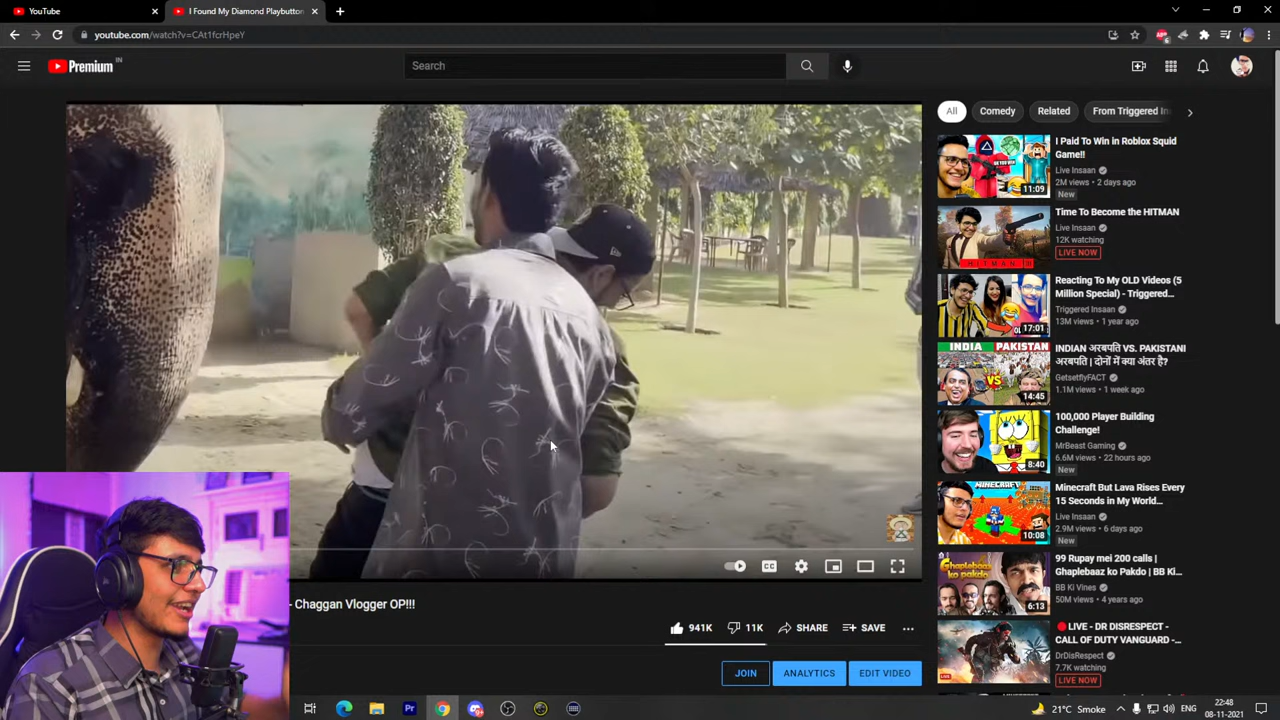 YouTube
I Found My Diamond Playbutton
youtube.com/watch?v=CAt1fcrHpeY
Premium IN
Search
All
Comedy
Related
From Triggered In
I Paid To Win in Roblox Squid
Game!!
Live Insaan
2M views • 2 days ago
New
11:09
Time To Become the HITMAN
Live Insaan
12K watching
LIVE NOW
HITMAN III
Reacting To My OLD Videos (5
Million Special) - Triggered...
Triggered Insaan
13M views • 1 year ago
17:01
INDIA
PAKISTAN
VS
INDIAN अरबपति VS. PAKISTANI
अरबपति | दोनों में क्या अंतर है?
GetsetflyFACT
1.1M views • 1 week ago
14:45
100,000 Player Building
Challenge!
MrBeast Gaming
6.6M views • 22 hours ago
New
8:40
MINECRAFT
Minecraft But Lava Rises Every
15 Seconds in My World...
Live Insaan
2.9M views • 6 days ago
New
10:08
Ghaplebaaz
ko pakdo
99 Rupay mei 200 calls |
Ghaplebaaz ko Pakdo | BB Ki...
BB Ki Vines
50M views • 4 years ago
6:13
LIVE - DR DISRESPECT -
CALL OF DUTY VANGUARD -...
DrDisRespect
7.7K watching
LIVE NOW
CC
- Chaggan Vlogger OP!!!
941K
11K
SHARE
SAVE
JOIN
ANALYTICS
EDIT VIDEO
Pr
21°C Smoke
ENG
22:48
08-11-2021